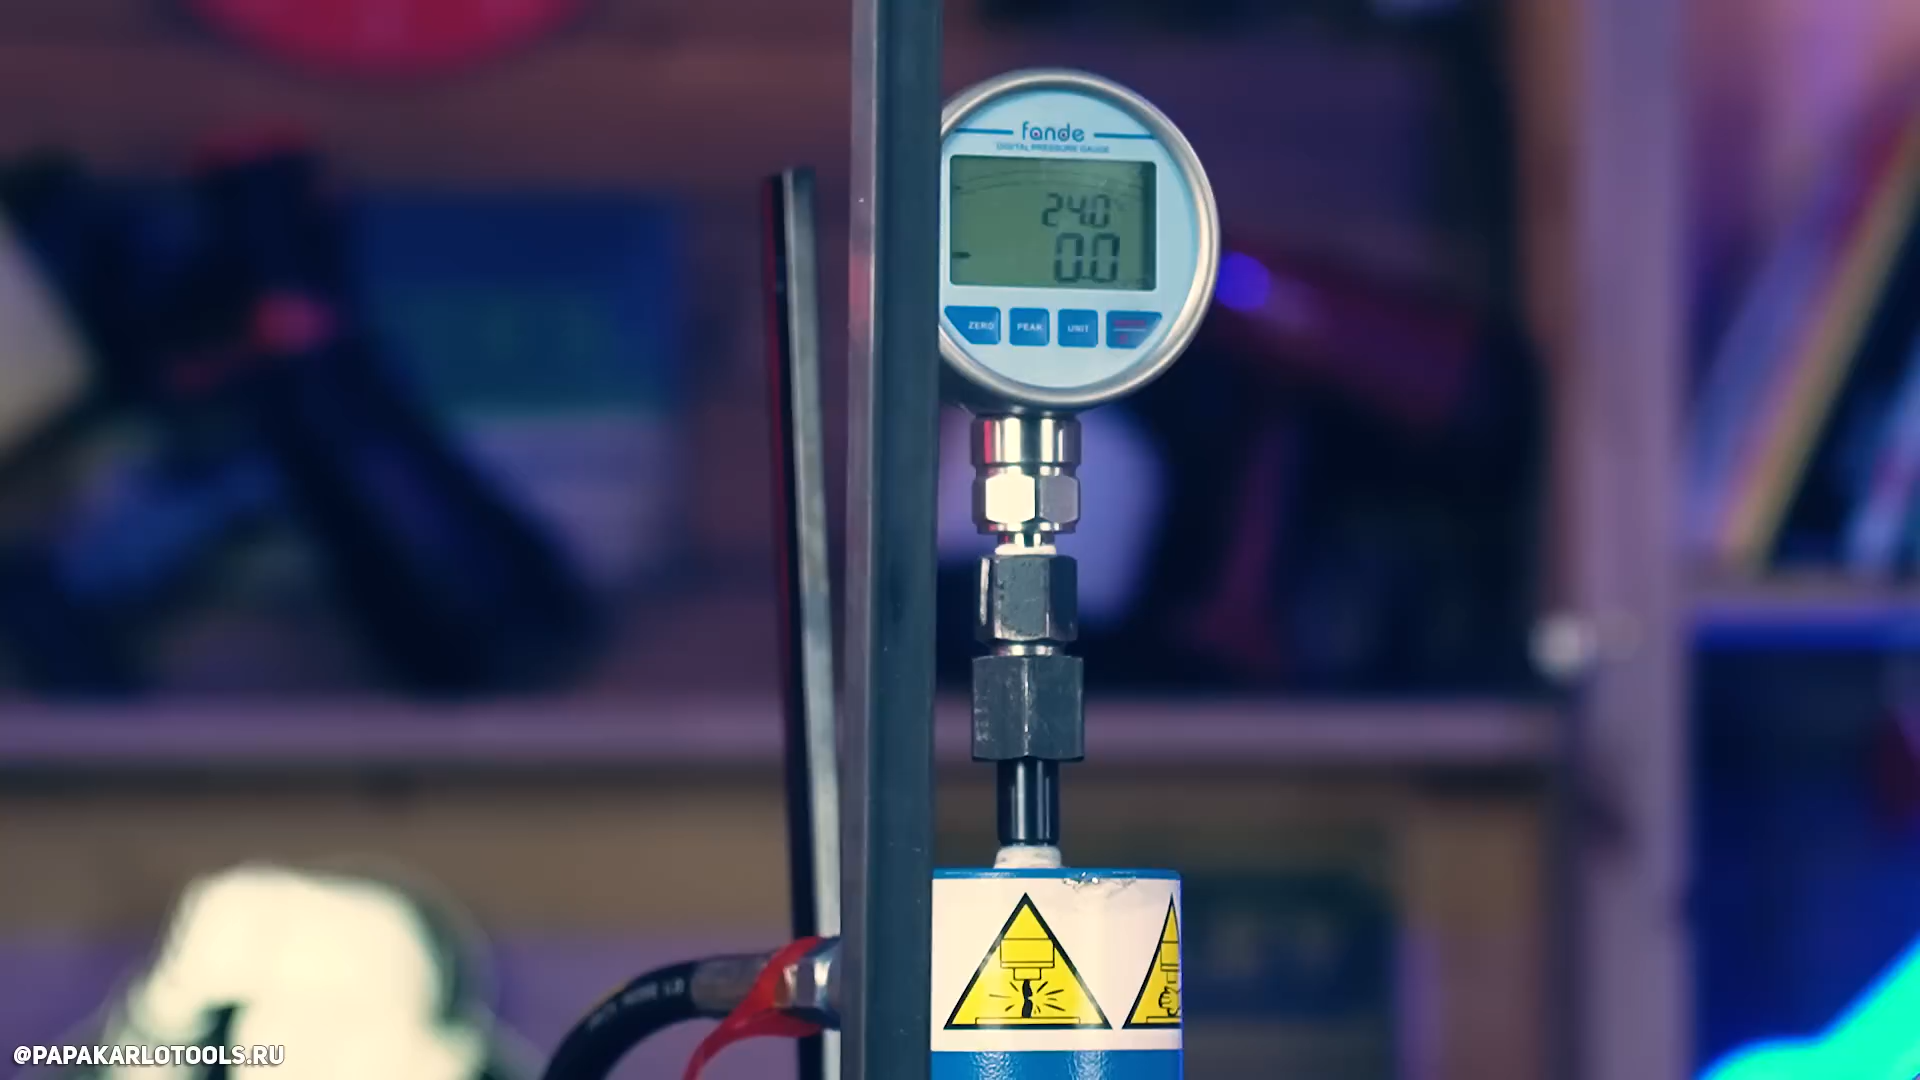 fande
DIGITAL PRESSURE GAUGE
24.0
0.0
ZERO PEAK UNIT
@PAPAKARLOTOOLS.RU